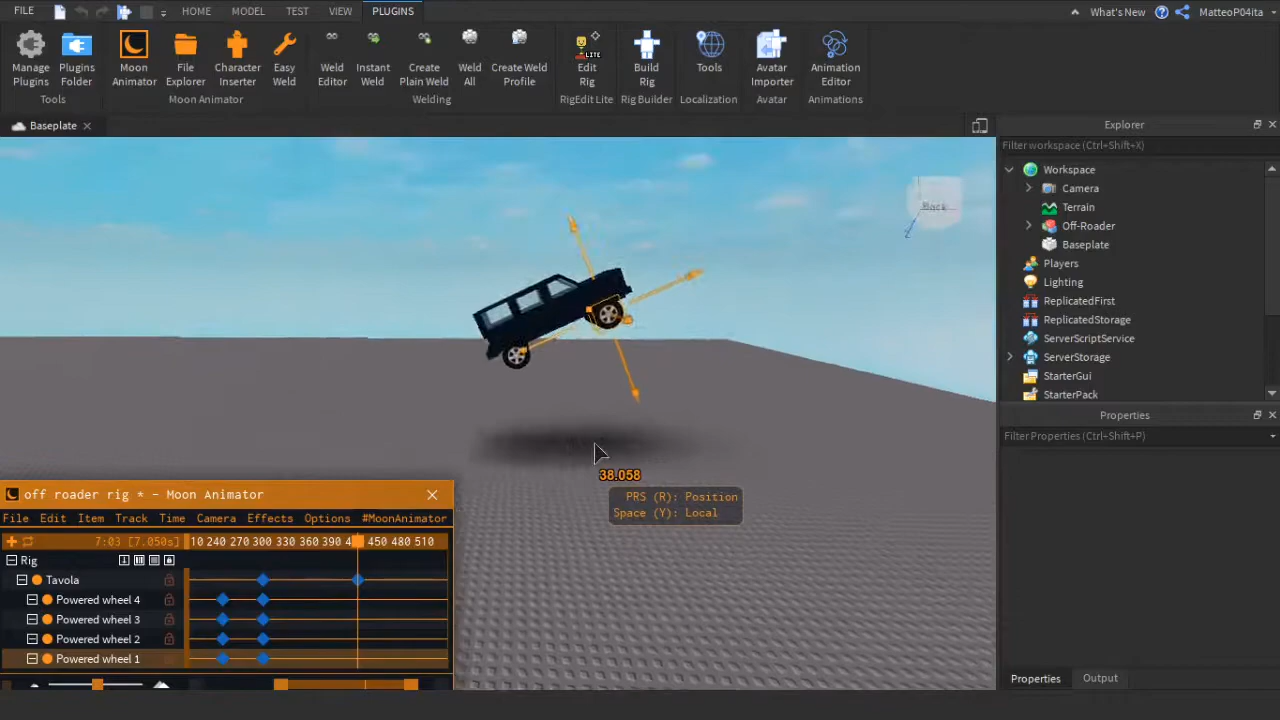 FILE HOME MODEL TEST VIEW PLUGINS What's New MatteoP04ita
Manage Plugins Plugins Folder Moon Animator File Explorer Character Inserter Easy Weld Weld Editor Instant Weld Create Plain Weld Weld All Create Weld Profile LITE Edit Rig Build Rig Tools Avatar Importer Animation Editor
Tools Moon Animator Welding RigEdit Lite Rig Builder Localization Avatar Animations
Baseplate
Explorer
Filter workspace (Ctrl+Shift+X)
Workspace
Camera
Terrain
Off-Roader
Baseplate
Players
Lighting
ReplicatedFirst
ReplicatedStorage
ServerScriptService
ServerStorage
StarterGui
StarterPack
Properties
Filter Properties (Ctrl+Shift+P)
Back
38.058
PRS (R): Position
Space (Y): Local
off roader rig * - Moon Animator
File Edit Item Track Time Camera Effects Options #MoonAnimator
7:03 [7.050s] 10 240 270 300 330 360 390 4 450 480 510
Rig
Tavola
Powered wheel 4
Powered wheel 3
Powered wheel 2
Powered wheel 1
Properties Output